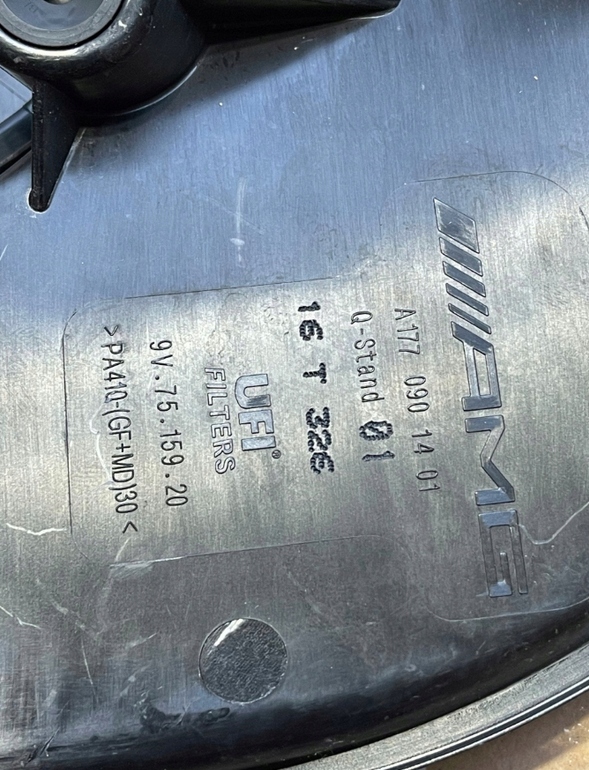 AMG
A177 090 14 01
Q-Stand 01
16 T 326
UFI®
FILTERS
9V.75.159.20
>PA410-(GF+MD)30<